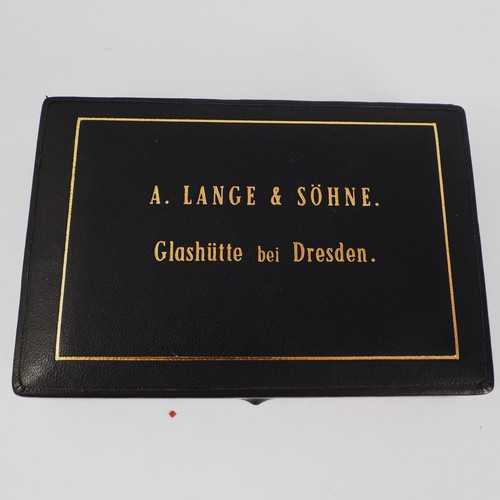 A. LANGE & SÖHNE.
Glashütte bei Dresden.